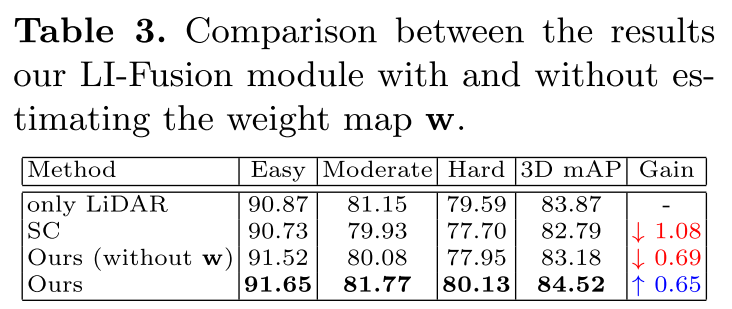 Table 3. Comparison between the results
our LI-Fusion module with and without es-
timating the weight map w.
Method Easy Moderate Hard 3D mAP Gain
only LiDAR 90.87 81.15 79.59 83.87 -
SC 90.73 79.93 77.70 82.79 ↓ 1.08
Ours (without w) 91.52 80.08 77.95 83.18 ↓ 0.69
Ours 91.65 81.77 80.13 84.52 ↑ 0.65